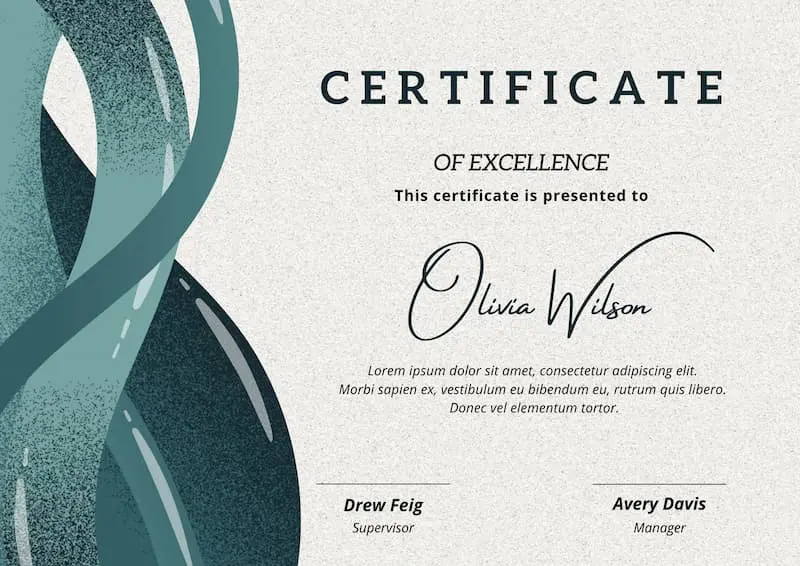 CERTIFICATE
OF EXCELLENCE
This certificate is presented to
Olivia Wilson
Lorem ipsum dolor sit amet, consectetur adipiscing elit.
Morbi sapien ex, vestibulum eu bibendum eu, rutrum quis libero.
Donec vel elementum tortor.
Drew Feig
Supervisor
Avery Davis
Manager